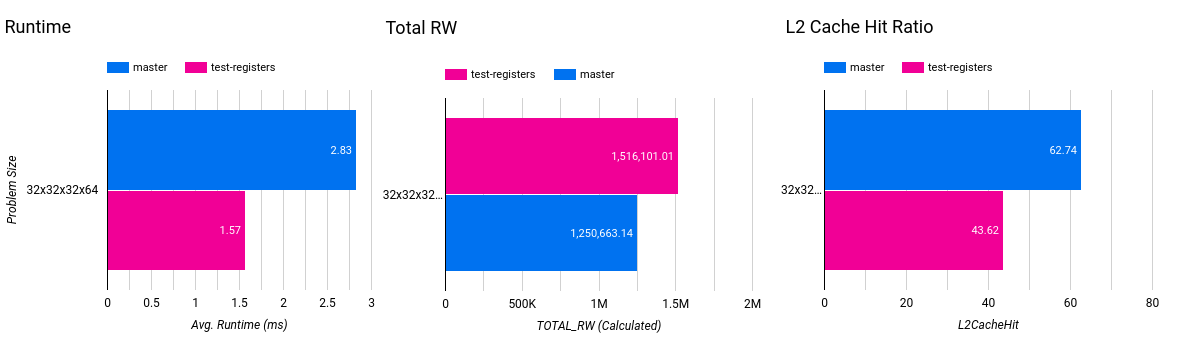 Runtime
master test-registers
Problem Size
32x32x32x64
2.83
1.57
0 0.5 1 1.5 2 2.5 3
Avg. Runtime (ms)
Total RW
test-registers master
32x32x32...
1,516,101.01
1,250,663.14
0 500K 1M 1.5M 2M
TOTAL_RW (Calculated)
L2 Cache Hit Ratio
master test-registers
32x32...
62.74
43.62
0 20 40 60 80
L2CacheHit